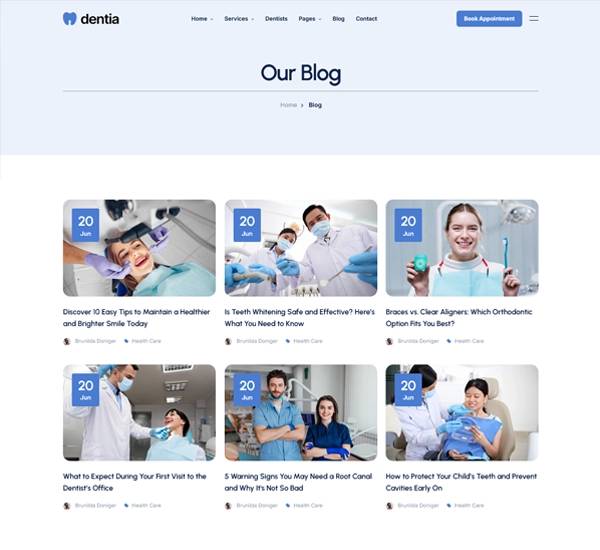 dentia
Home
Services
Dentists
Pages
Blog
Contact
Book Appointment
Our Blog
Home > Blog
20
Jun
20
Jun
20
Jun
Discover 10 Easy Tips to Maintain a Healthier
and Brighter Smile Today
Brunilda Doniger
Health Care
Is Teeth Whitening Safe and Effective? Here's
What You Need to Know
Brunilda Doniger
Health Care
Braces vs. Clear Aligners: Which Orthodontic
Option Fits You Best?
Brunilda Doniger
Health Care
20
Jun
20
Jun
20
Jun
What to Expect During Your First Visit to the
Dentist's Office
Brunilda Doniger
Health Care
5 Warning Signs You May Need a Root Canal
and Why It's Not So Bad
Brunilda Doniger
Health Care
How to Protect Your Child's Teeth and Prevent
Cavities Early On
Brunilda Doniger
Health Care